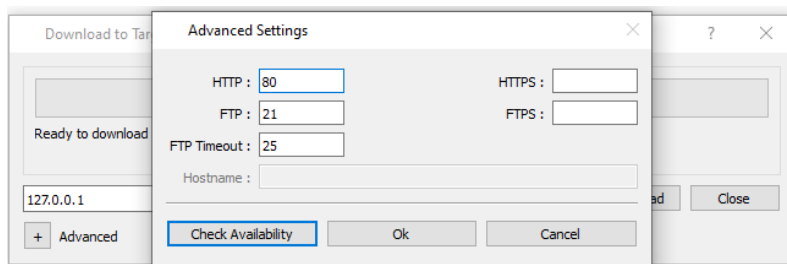 Download to Tar
Advanced Settings
?
HTTP : 80
HTTPS :
FTP : 21
FTPS :
Ready to download
FTP Timeout : 25
Hostname :
127.0.0.1
ad
Close
+ Advanced
Check Availability
Ok
Cancel